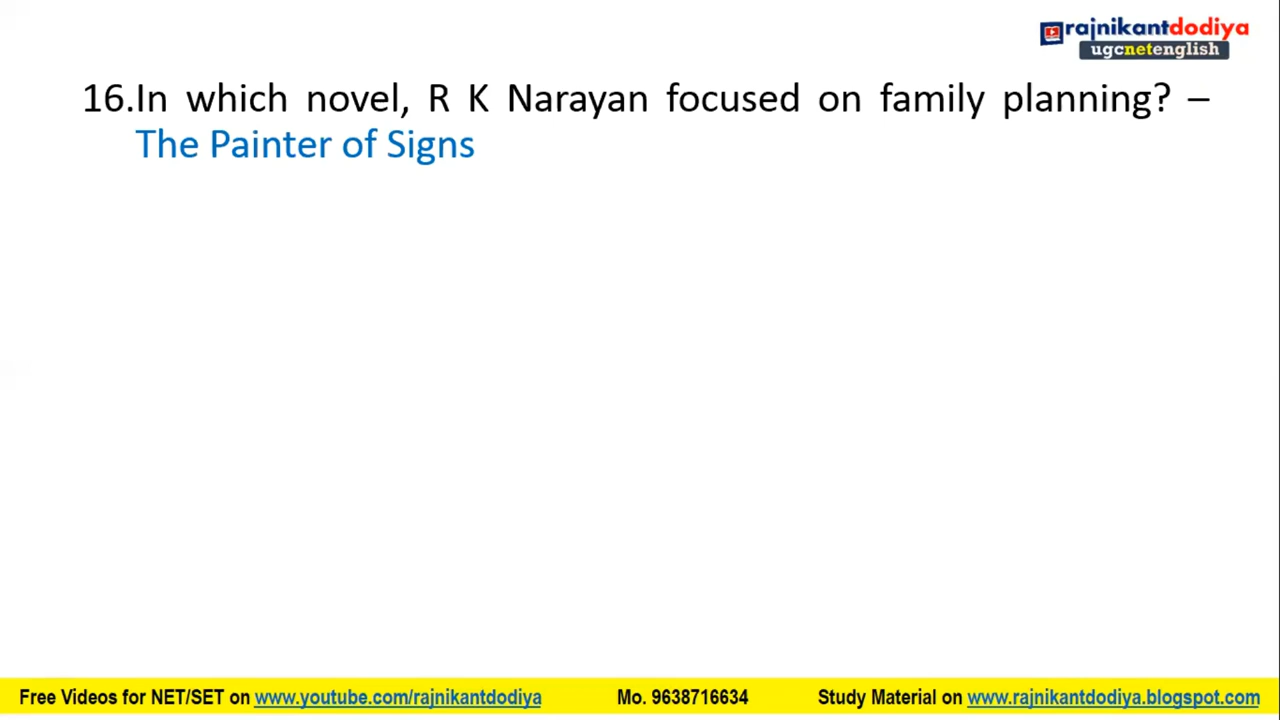 rajnikantdodiya
ugcnetenglish
16.In which novel, R K Narayan focused on family planning? –
The Painter of Signs
Free Videos for NET/SET on www.youtube.com/rajnikantdodiya Mo. 9638716634 Study Material on www.rajnikantdodiya.blogspot.com